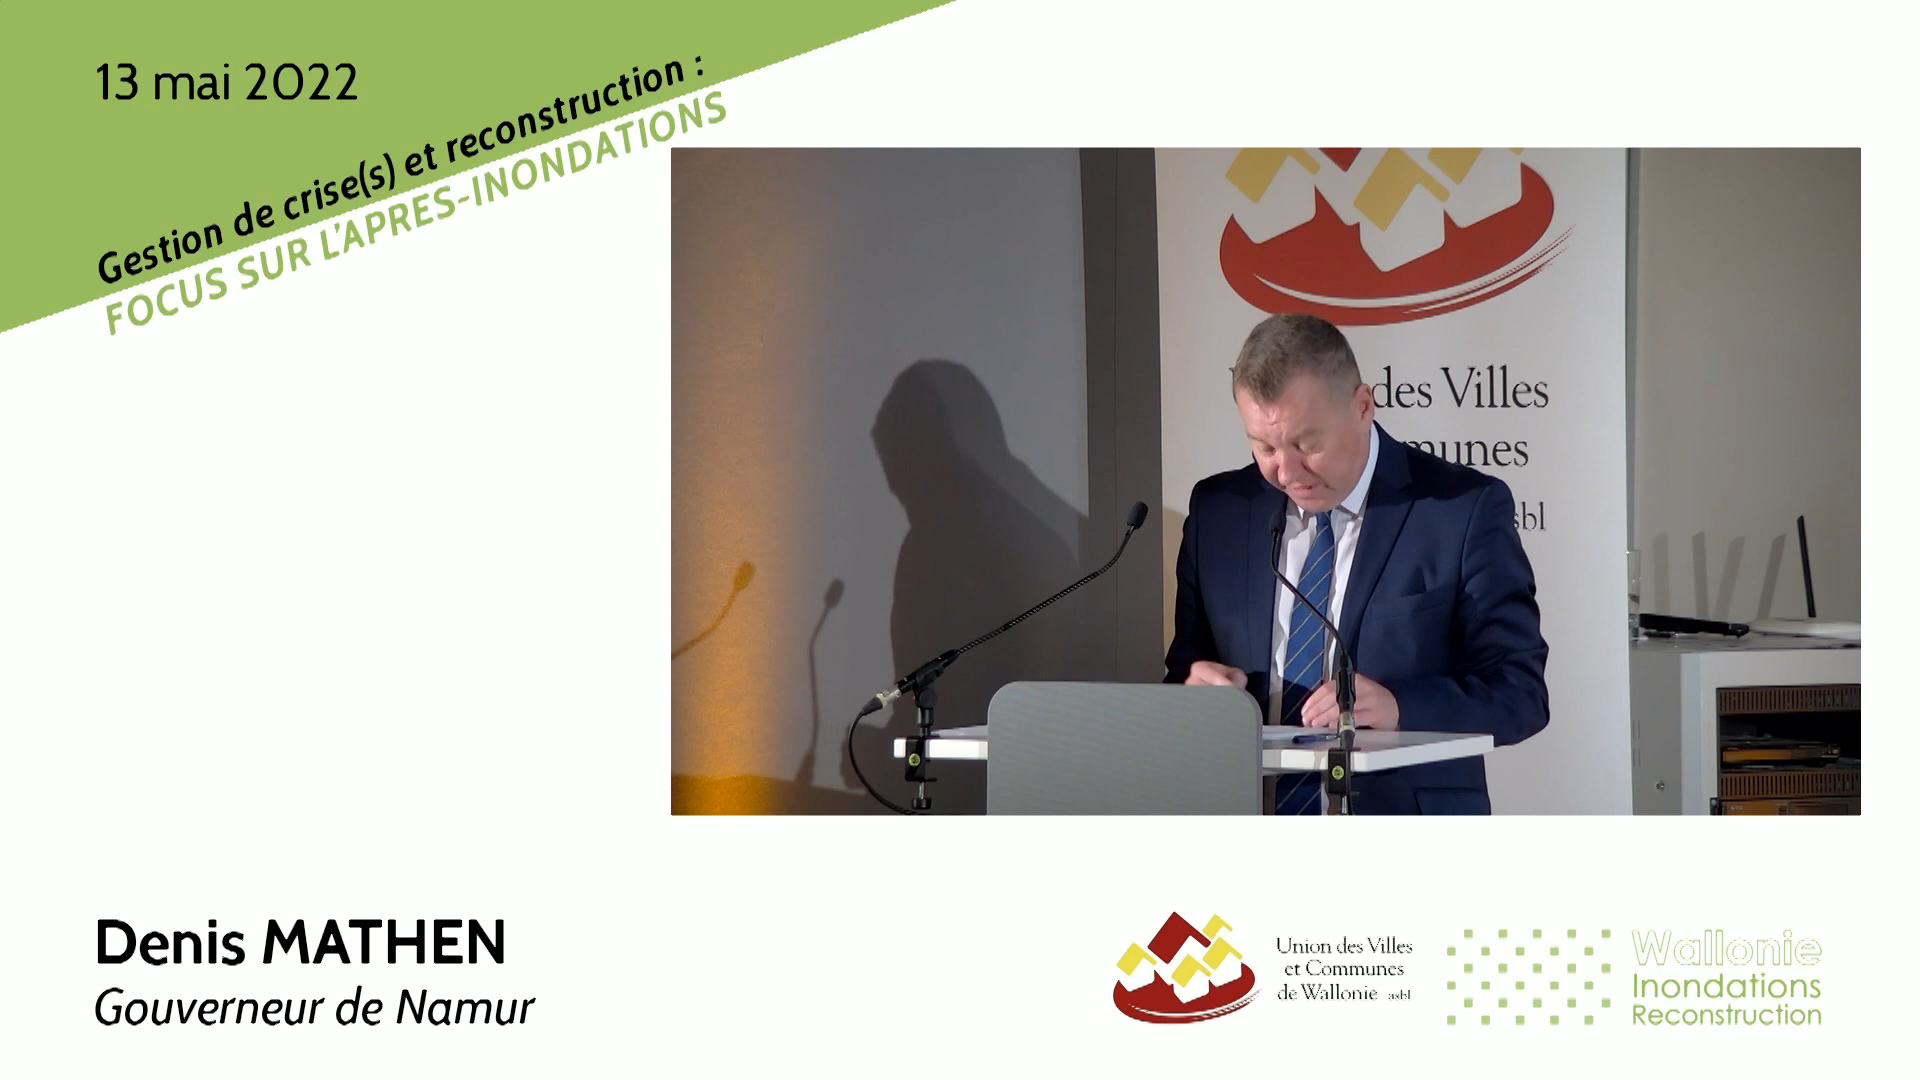 13 mai 2022
Gestion de crise(s) et reconstruction :
FOCUS SUR L'APRES-INONDATIONS
des Villes
munes
sbl
Denis MATHEN
Gouverneur de Namur
Union des Villes
et Communes
de Wallonie asbl
Wallonie
Inondations
Reconstruction